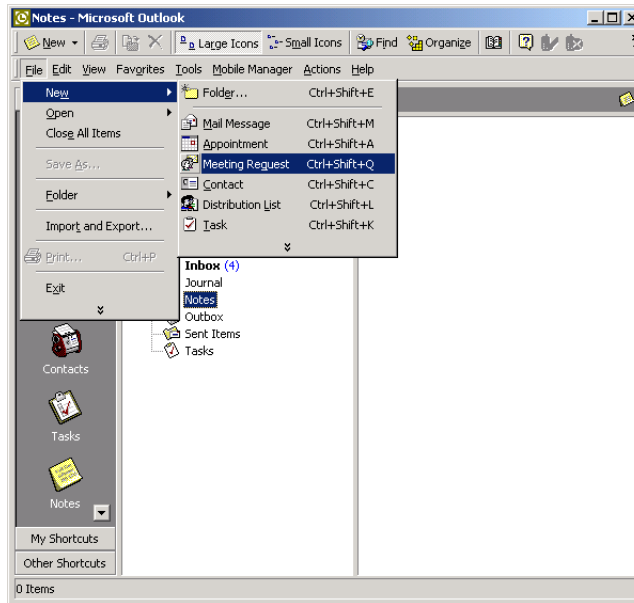 Notes - Microsoft Outlook
New Large Icons Small Icons Find Organize
File Edit View Favorites Tools Mobile Manager Actions Help
New
Open
Close All Items
Save As...
Folder
Import and Export...
Print... Ctrl+P
Exit
Folder... Ctrl+Shift+E
Mail Message Ctrl+Shift+M
Appointment Ctrl+Shift+A
Meeting Request Ctrl+Shift+Q
Contact Ctrl+Shift+C
Distribution List Ctrl+Shift+L
Task Ctrl+Shift+K
Inbox (4)
Journal
Notes
Outbox
Sent Items
Tasks
Contacts
Tasks
Notes
My Shortcuts
Other Shortcuts
0 Items